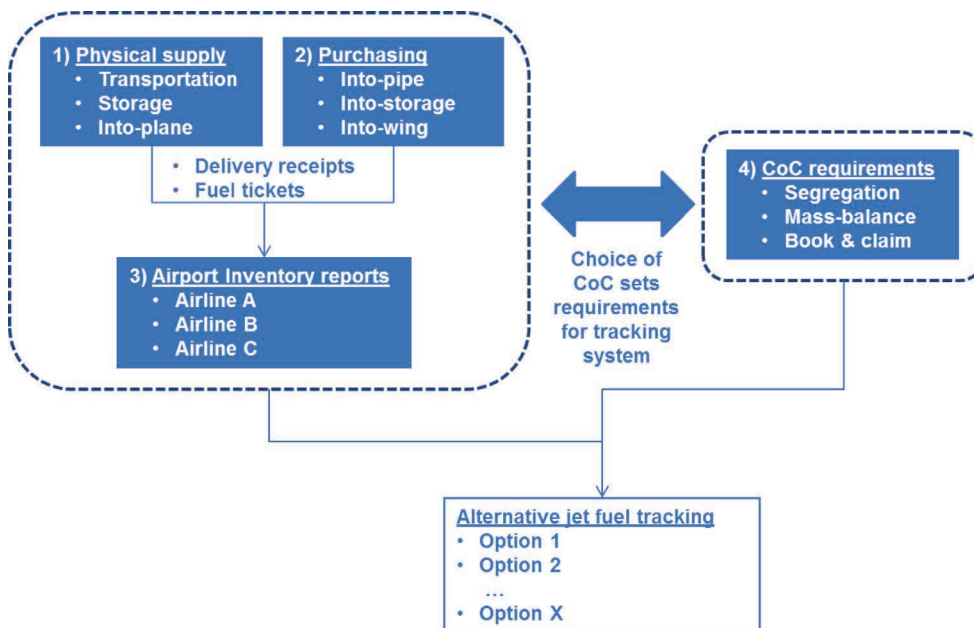 1) Physical supply
• Transportation
• Storage
• Into-plane
2) Purchasing
• Into-pipe
• Into-storage
• Into-wing
• Delivery receipts
• Fuel tickets
3) Airport Inventory reports
• Airline A
• Airline B
• Airline C
Choice of
CoC sets
requirements
for tracking
system
4) CoC requirements
• Segregation
• Mass-balance
• Book & claim
Alternative jet fuel tracking
• Option 1
• Option 2
...
• Option X